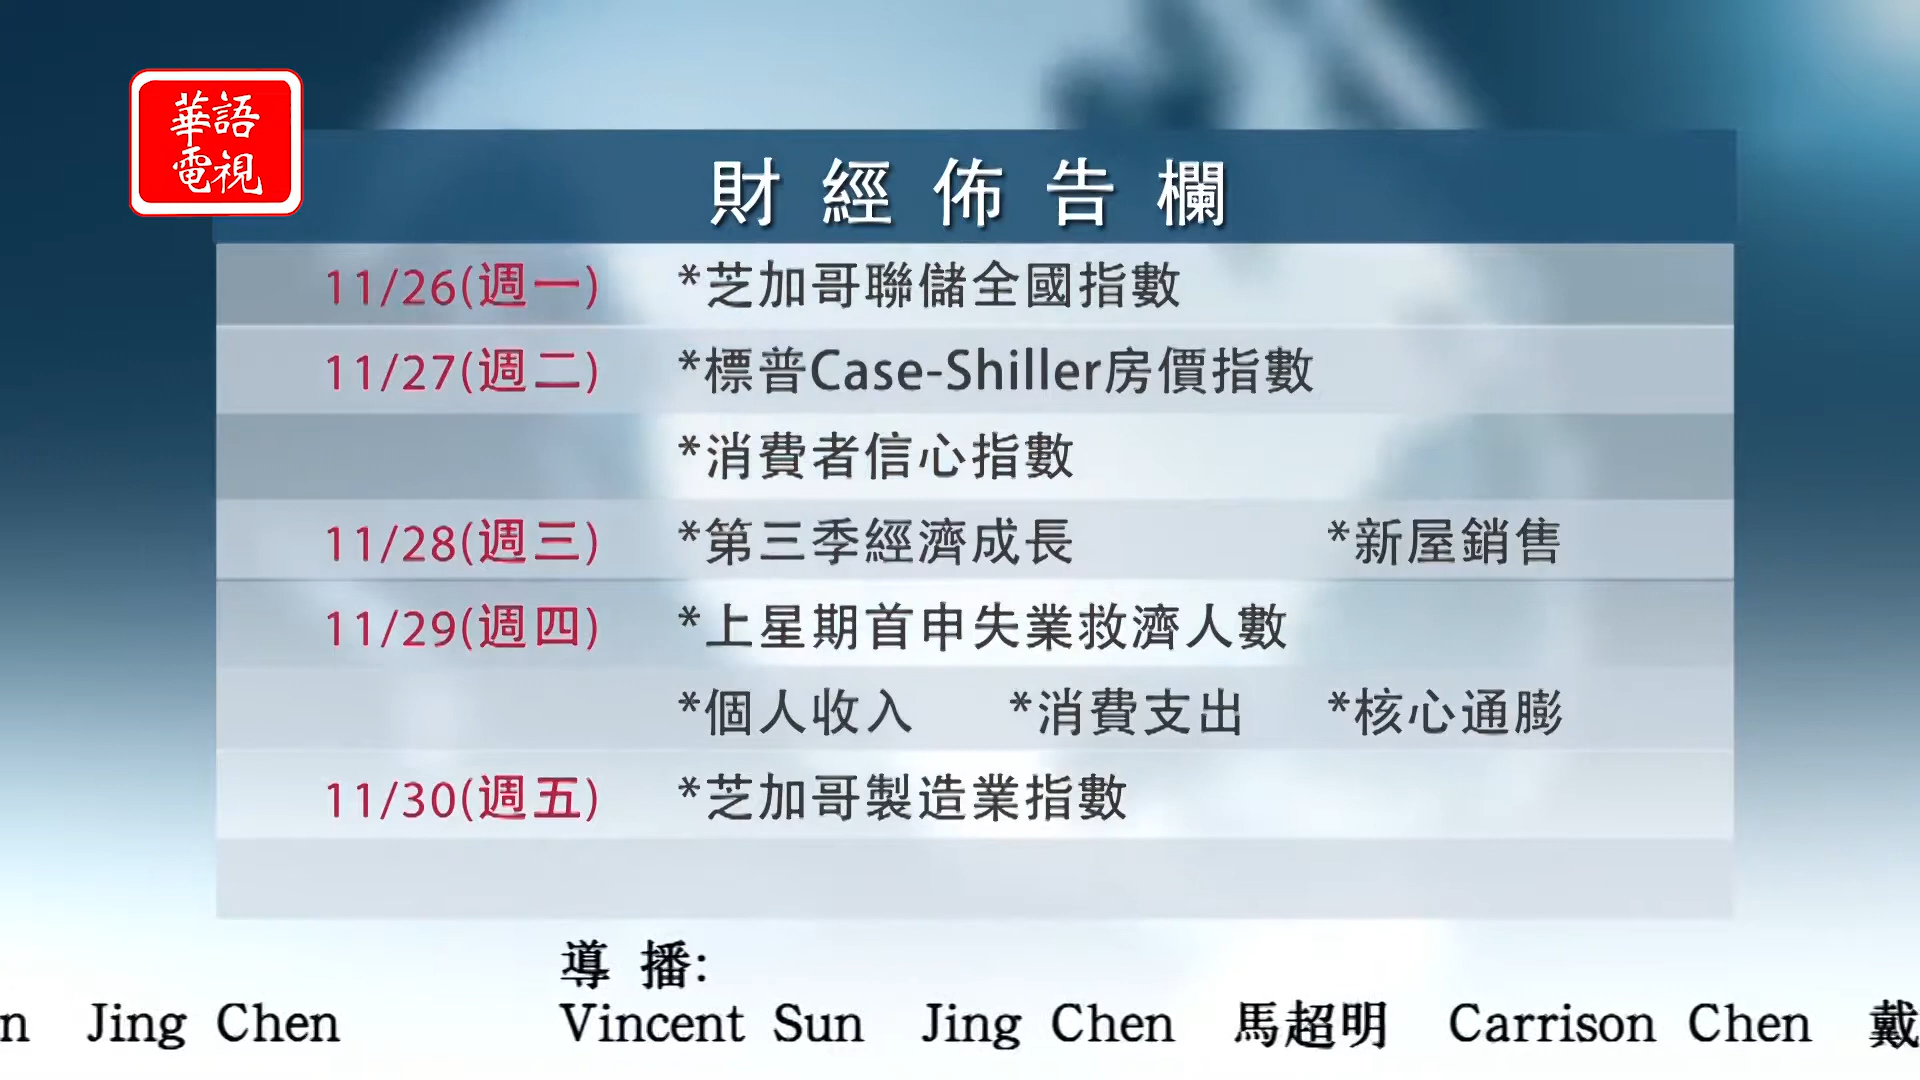 華語
電視
財經佈告欄
11/26(週一) *芝加哥聯儲全國指數
11/27(週二) *標普Case-Shiller房價指數
*消費者信心指數
11/28(週三) *第三季經濟成長 *新屋銷售
11/29(週四) *上星期首申失業救濟人數
*個人收入 *消費支出 *核心通膨
11/30(週五) *芝加哥製造業指數
導 播:
n Jing Chen Vincent Sun Jing Chen 馬超明 Carrison Chen 戴